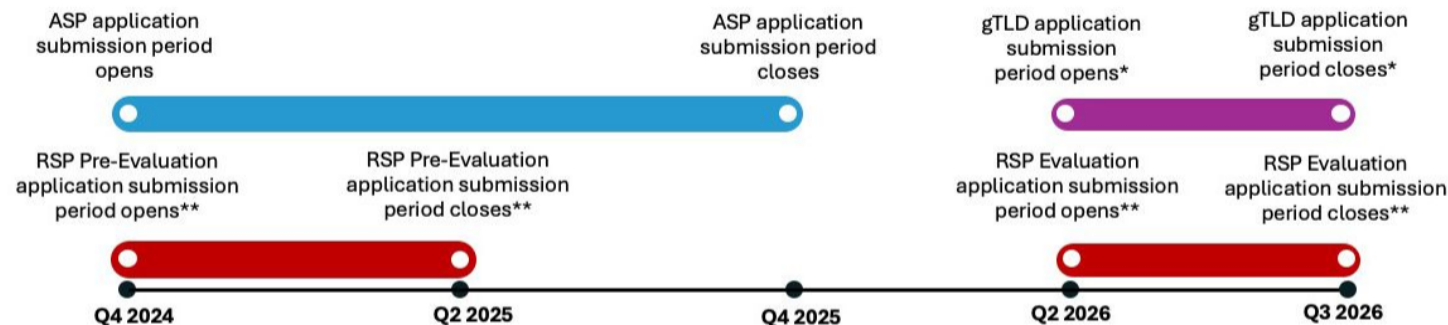 ASP application
submission period
opens
ASP application
submission period
closes
gTLD application
submission
period opens*
gTLD application
submission
period closes*
RSP Pre-Evaluation
application submission
period opens**
RSP Pre-Evaluation
application submission
period closes**
RSP Evaluation
application submission
period opens**
RSP Evaluation
application submission
period closes**
Q4 2024
Q2 2025
Q4 2025
Q2 2026
Q3 2026